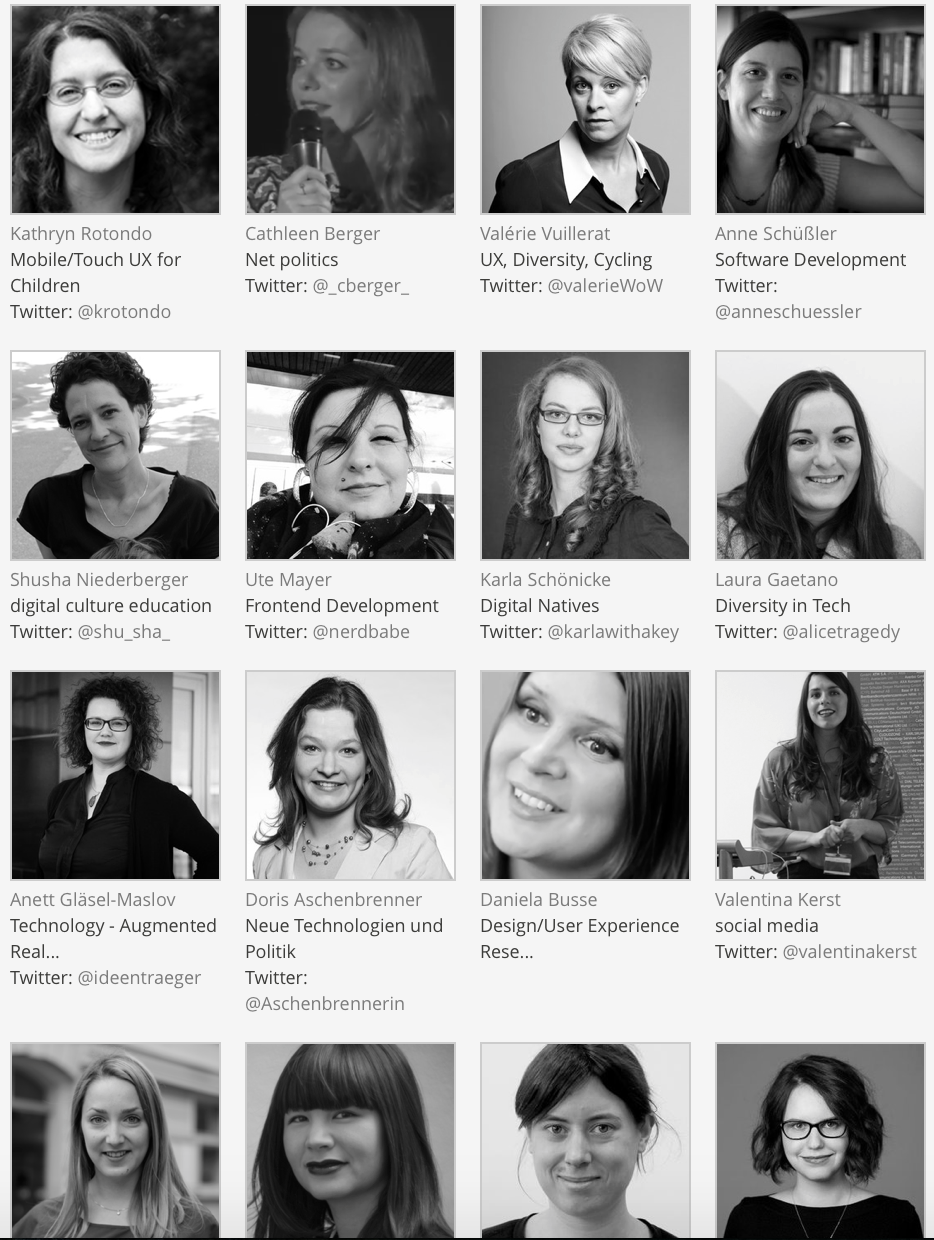 Kathryn Rotondo
Mobile/Touch UX for
Children
Twitter: @krotondo
Cathleen Berger
Net politics
Twitter: @_cberger_
Valérie Vuillerat
UX, Diversity, Cycling
Twitter: @valerieWoW
Anne Schüßler
Software Development
Twitter:
@anneschuessler
Shusha Niederberger
digital culture education
Twitter: @shu_sha_
Ute Mayer
Frontend Development
Twitter: @nerdbabe
Karla Schönicke
Digital Natives
Twitter: @karlawithakey
Laura Gaetano
Diversity in Tech
Twitter: @alicetragedy
Anett Gläsel-Maslov
Technology - Augmented
Real...
Twitter: @ideentraeger
Doris Aschenbrenner
Neue Technologien und
Politik
Twitter:
@Aschenbrennerin
Daniela Busse
Design/User Experience
Rese...
Valentina Kerst
social media
Twitter: @valentinakerst